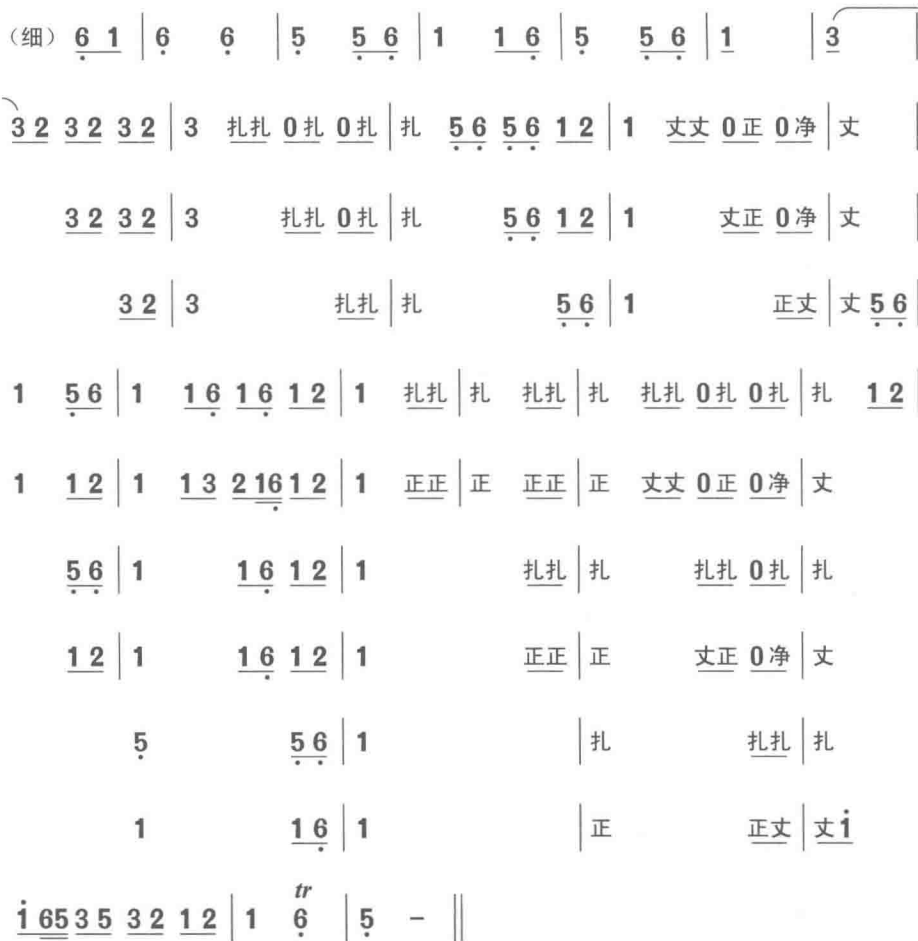 （细） 6̣ 1 | 6̣ 6̣ | 5̣ 5̣ 6̣ | 1 1 6̣ | 5̣ 5̣ 6̣ | 1 | 3 |
3 2 3 2 3 2 | 3 扎扎 0扎 0扎 | 扎 5̣ 6̣ 5̣ 6̣ 1 2 | 1 丈丈 0正 0净 | 丈 |
3 2 3 2 | 3 扎扎 0扎 | 扎 5̣ 6̣ 1 2 | 1 丈正 0净 | 丈 |
3 2 | 3 扎扎 | 扎 5̣ 6̣ | 1 正丈 | 丈 5̣ 6̣ |
1 5̣ 6 | 1 1 6̣ 1 6̣ 1 2 | 1 扎扎 | 扎 扎扎 | 扎 扎扎 0扎 0扎 | 扎 1 2 |
1 1 2 | 1 1 3 2 1 6̣ 1 2 | 1 正正 | 正 正正 | 正 丈丈 0正 0净 | 丈
5̣ 6̣ | 1 1 6̣ 1 2 | 1 扎扎 | 扎 扎扎 0扎 | 扎
1 2 | 1 1 6̣ 1 2 | 1 正正 | 正 丈正 0净 | 丈
5̣ 5̣ 6̣ | 1 | 扎 扎扎 | 扎
1 1 6̣ | 1 | 正 正丈 | 丈 1̇
1̇ 6 5 3 5 3 2 1 2 | 1 tr 6̣ | 5̣ - ‖